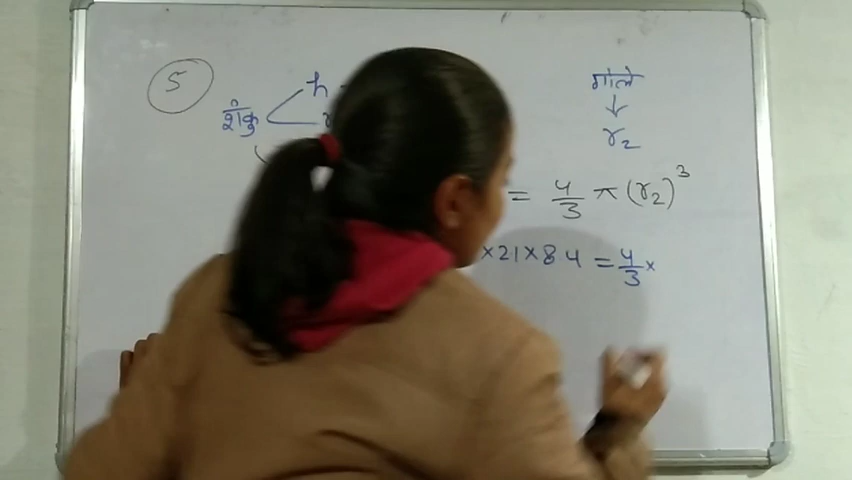 5
h
शंकु
गोले
↓
r₂
= 4/3 π (r₂)³
×21×84 = 4/3 ×